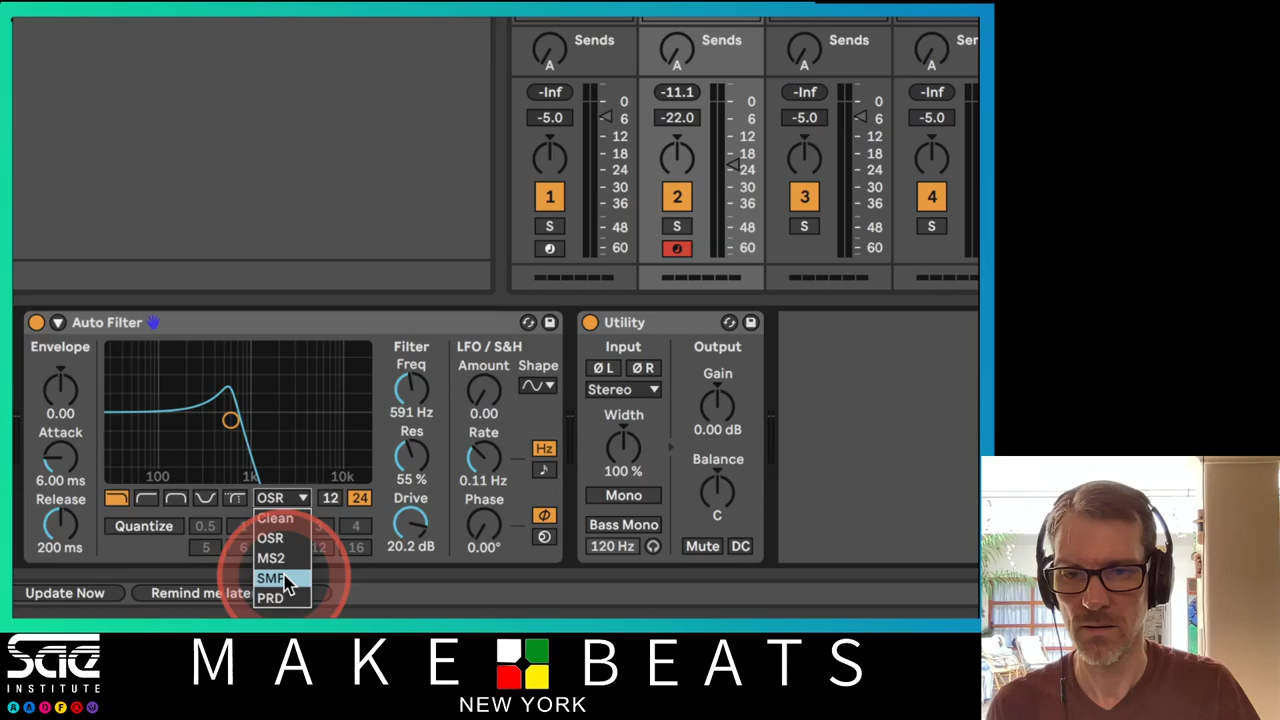 Sends Sends Sends Ser
A A A A
-Inf -11.1 -Inf -Inf
-5.0 -22.0 -5.0 -5.0
0 0 0
6 6 6
12 12 12
18 18 18
24 24 24
30 30 30
36 36 36
48 48 48
60 60 60
1 2 3 4
S S S S
Auto Filter
Envelope
0.00
Attack
6.00 ms
Release
200 ms
100 1k 10k
OSR 12 24
Quantize 0.5 3 4
5 6 12 16
Clean
OSR
MS2
SMP
PRD
Filter
Freq
591 Hz
Res
55 %
Drive
20.2 dB
LFO / S&H
Amount Shape
0.00
Rate
Hz
0.11 Hz
Phase
0.00°
Utility
Input
Ø L Ø R
Stereo
Width
100 %
Mono
Bass Mono
120 Hz
Output
Gain
0.00 dB
Balance
C
Mute DC
Update Now Remind me late
SAE
INSTITUTE
MAKE BEATS
NEW YORK